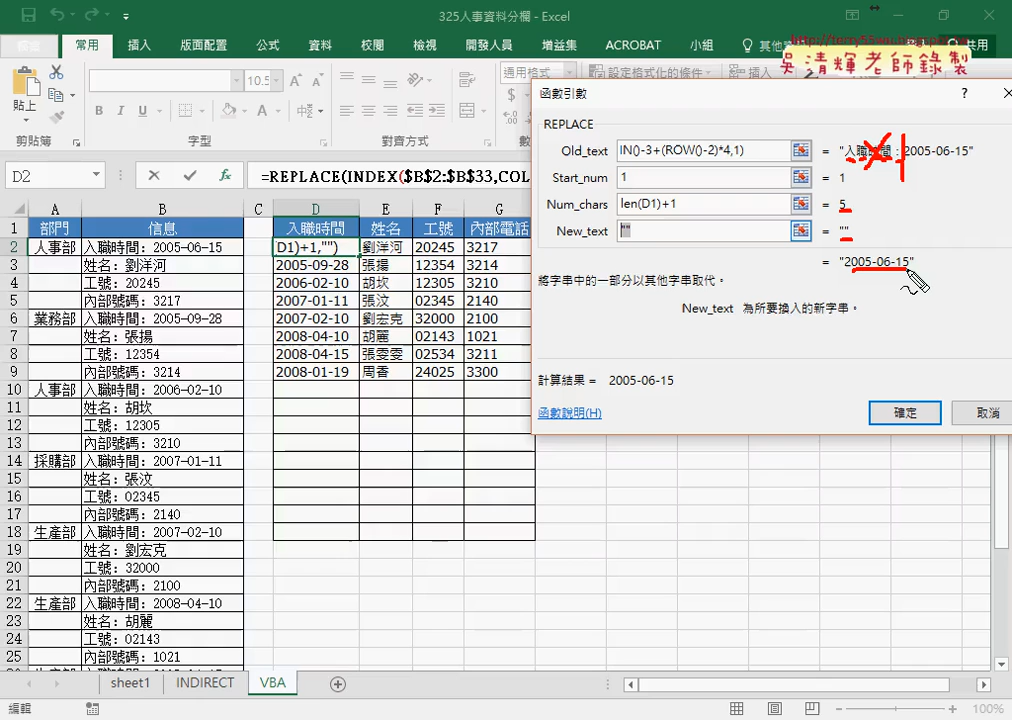 325人事資料分欄 - Excel
常用 插入 版面配置 公式 資料 校閱 檢視 開發人員 增益集 ACROBAT 小組 其他 共用
吳清輝老師錄製
貼上 10.5 B I U 中 通用格式 $ 設定格式化的條件 插入
剪貼簿 字型 對齊方式 數
D2 fx =REPLACE(INDEX($B$2:$B$33,COL
函數引數 ?
REPLACE
Old_text IN()-3+(ROW()-2)*4,1) = "入職時間：2005-06-15"
Start_num 1 = 1
Num_chars len(D1)+1 = 5
New_text "" = ""
= "2005-06-15"
將字串中的一部分以其他字串取代。
New_text 為所要換入的新字串。
計算結果 = 2005-06-15
函數說明(H) 確定 取消
A B C D E F G
1 部門 信息 入職時間 姓名 工號 內部電話
2 人事部 入職時間：2005-06-15 D1)+1,"") 劉洋河 20245 3217
3 姓名：劉洋河 2005-09-28 張揚 12354 3214
4 工號：20245 2006-02-10 胡坎 12305 3210
5 內部號碼：3217 2007-01-11 張汶 02345 2140
6 業務部 入職時間：2005-09-28 2007-02-10 劉宏克 32000 2100
7 姓名：張揚 2008-04-10 胡麗 02143 1021
8 工號：12354 2008-04-15 張雯雯 02534 3211
9 內部號碼：3214 2008-01-19 周香 24025 3300
10 人事部 入職時間：2006-02-10
11 姓名：胡坎
12 工號：12305
13 內部號碼：3210
14 採購部 入職時間：2007-01-11
15 姓名：張汶
16 工號：02345
17 內部號碼：2140
18 生產部 入職時間：2007-02-10
19 姓名：劉宏克
20 工號：32000
21 內部號碼：2100
22 生產部 入職時間：2008-04-10
23 姓名：胡麗
24 工號：02143
25 內部號碼：1021
sheet1 INDIRECT VBA
編輯 100%